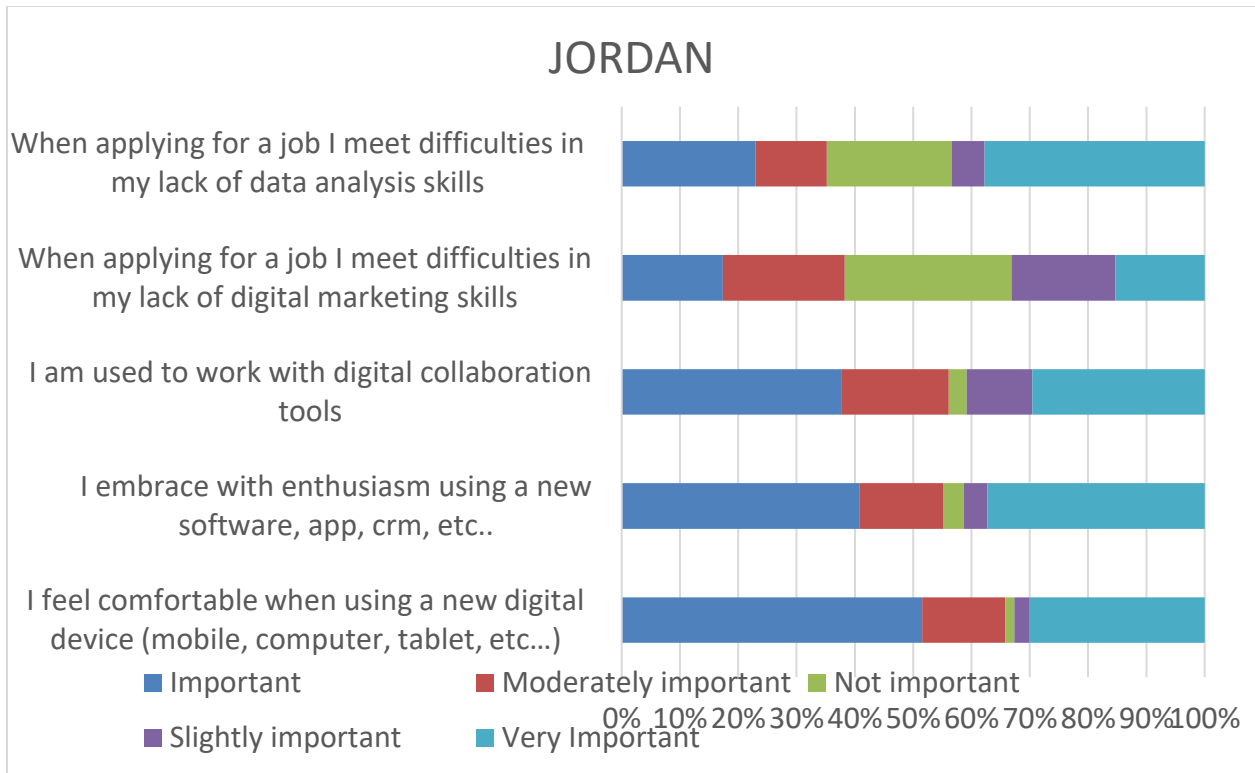 JORDAN
When applying for a job I meet difficulties in
my lack of data analysis skills
When applying for a job I meet difficulties in
my lack of digital marketing skills
I am used to work with digital collaboration
tools
I embrace with enthusiasm using a new
software, app, crm, etc..
I feel comfortable when using a new digital
device (mobile, computer, tablet, etc…)
0% 10% 20% 30% 40% 50% 60% 70% 80% 90% 100%
Important Moderately important Not important
Slightly important Very Important